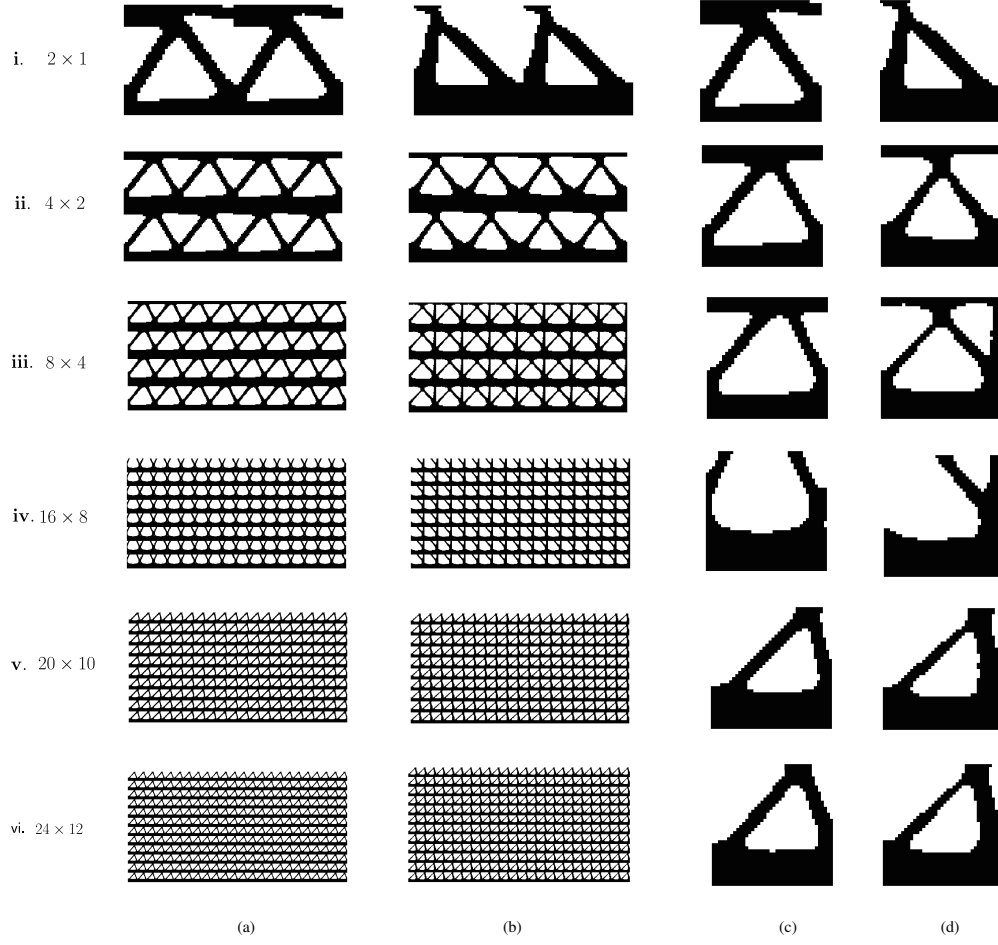 i. 2 × 1
ii. 4 × 2
iii. 8 × 4
iv. 16 × 8
v. 20 × 10
vi. 24 × 12
(a) (b) (c) (d)